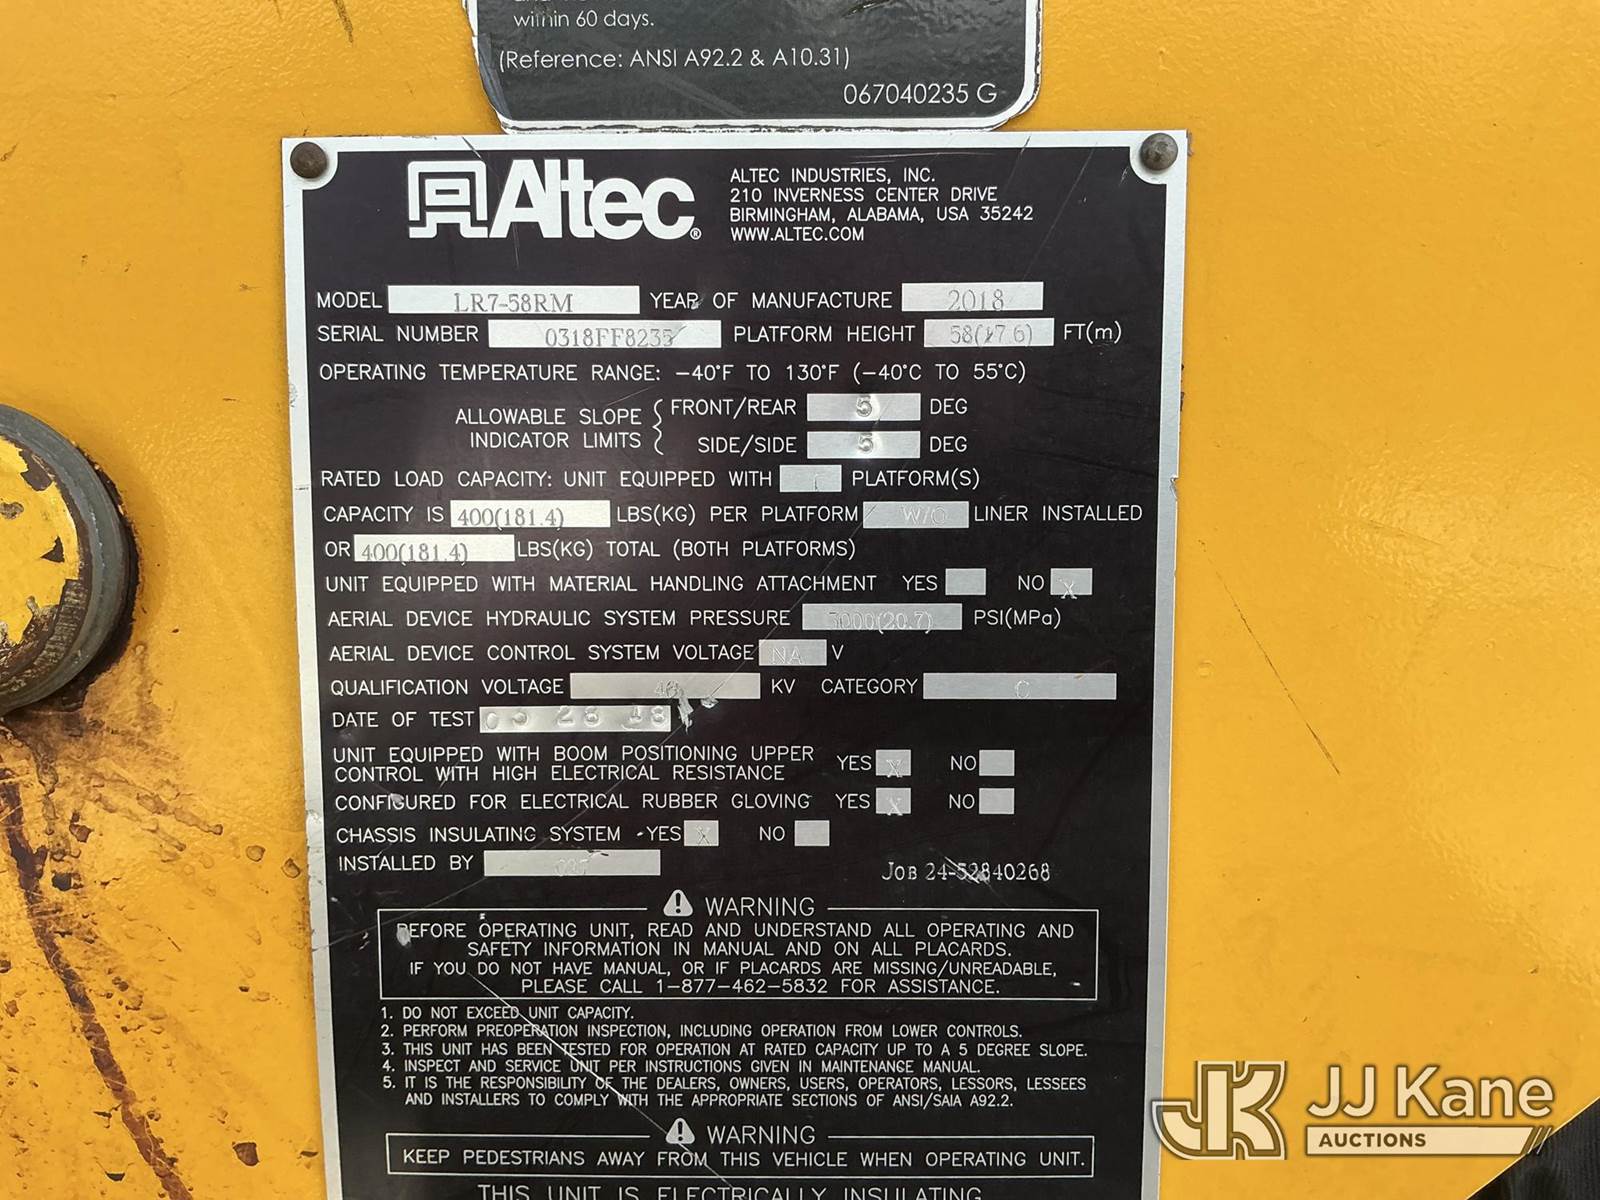 within 60 days.
(Reference: ANSI A92.2 & A10.31)
067040235 G
Altec®
ALTEC INDUSTRIES, INC.
210 INVERNESS CENTER DRIVE
BIRMINGHAM, ALABAMA, USA 35242
WWW.ALTEC.COM
MODEL LR7-58RM YEAR OF MANUFACTURE 2018
SERIAL NUMBER 0318FF8235 PLATFORM HEIGHT 58(17.6) FT(m)
OPERATING TEMPERATURE RANGE: -40°F TO 130°F (-40°C TO 55°C)
ALLOWABLE SLOPE INDICATOR LIMITS { FRONT/REAR 5 DEG
SIDE/SIDE 5 DEG
RATED LOAD CAPACITY: UNIT EQUIPPED WITH 1 PLATFORM(S)
CAPACITY IS 400(181.4) LBS(KG) PER PLATFORM W/O LINER INSTALLED
OR 400(181.4) LBS(KG) TOTAL (BOTH PLATFORMS)
UNIT EQUIPPED WITH MATERIAL HANDLING ATTACHMENT YES NO X
AERIAL DEVICE HYDRAULIC SYSTEM PRESSURE 3000(20.7) PSI(MPa)
AERIAL DEVICE CONTROL SYSTEM VOLTAGE NA V
QUALIFICATION VOLTAGE 46 KV CATEGORY C
DATE OF TEST 03 28 18
UNIT EQUIPPED WITH BOOM POSITIONING UPPER
CONTROL WITH HIGH ELECTRICAL RESISTANCE YES X NO
CONFIGURED FOR ELECTRICAL RUBBER GLOVING YES X NO
CHASSIS INSULATING SYSTEM YES X NO
INSTALLED BY
JOB 24-52840268
WARNING
BEFORE OPERATING UNIT, READ AND UNDERSTAND ALL OPERATING AND
SAFETY INFORMATION IN MANUAL AND ON ALL PLACARDS.
IF YOU DO NOT HAVE MANUAL, OR IF PLACARDS ARE MISSING/UNREADABLE,
PLEASE CALL 1-877-462-5832 FOR ASSISTANCE.
1. DO NOT EXCEED UNIT CAPACITY.
2. PERFORM PREOPERATION INSPECTION, INCLUDING OPERATION FROM LOWER CONTROLS.
3. THIS UNIT HAS BEEN TESTED FOR OPERATION AT RATED CAPACITY UP TO A 5 DEGREE SLOPE.
4. INSPECT AND SERVICE UNIT PER INSTRUCTIONS GIVEN IN MAINTENANCE MANUAL.
5. IT IS THE RESPONSIBILITY OF THE DEALERS, OWNERS, USERS, OPERATORS, LESSORS, LESSEES
AND INSTALLERS TO COMPLY WITH THE APPROPRIATE SECTIONS OF ANSI/SAIA A92.2.
WARNING
KEEP PEDESTRIANS AWAY FROM THIS VEHICLE WHEN OPERATING UNIT.
THIS UNIT IS ELECTRICALLY INSULATING
JK JJ Kane
AUCTIONS